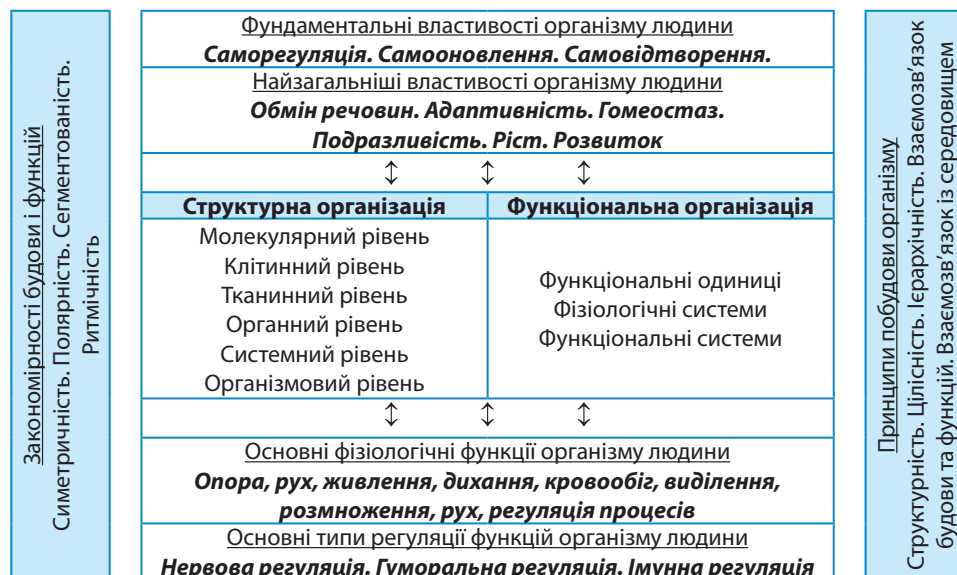 Закономірності будови і функцій
Симетричність. Полярність. Сегментованість.
Ритмічність
Фундаментальні властивості організму людини
Саморегуляція. Самооновлення. Самовідтворення.
Найзагальніші властивості організму людини
Обмін речовин. Адаптивність. Гомеостаз.
Подразливість. Ріст. Розвиток
↕ ↕ ↕
Структурна організація
Молекулярний рівень
Клітинний рівень
Тканинний рівень
Органний рівень
Системний рівень
Організмовий рівень
Функціональна організація
Функціональні одиниці
Фізіологічні системи
Функціональні системи
↕ ↕ ↕
Основні фізіологічні функції організму людини
Опора, рух, живлення, дихання, кровообіг, виділення,
розмноження, рух, регуляція процесів
Основні типи регуляції функцій організму людини
Нервова регуляція. Гуморальна регуляція. Імунна регуляція
Принципи побудови організму
Структурність. Цілісність. Ієрархічність. Взаємозв'язок
будови та функцій. Взаємозв'язок із середовищем